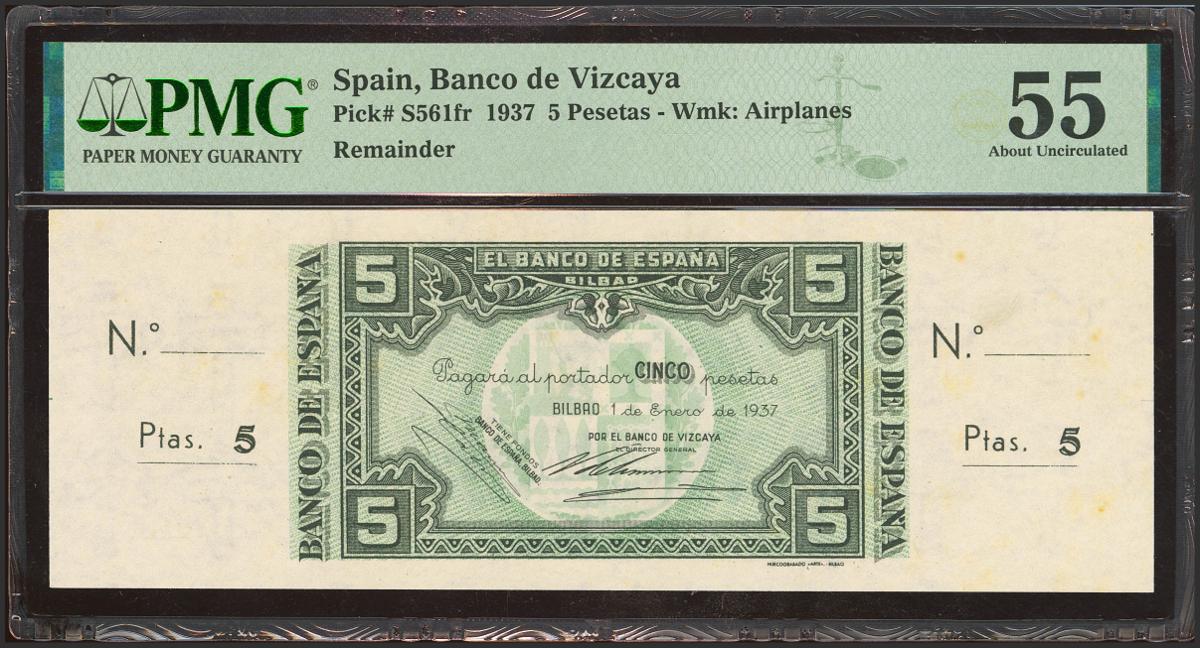 PMG®
PAPER MONEY GUARANTY
Spain, Banco de Vizcaya
Pick# S561fr 1937 5 Pesetas - Wmk: Airplanes
Remainder
55
About Uncirculated
N.º
Ptas. 5
BANCO DE ESPAÑA
5
EL BANCO DE ESPAÑA
BILBAO
5
Pagará al portador CINCO pesetas
BILBAO 1 de Enero de 1937
TIENE FONDOS
BANCO DE ESPAÑA, BILBAO.
POR EL BANCO DE VIZCAYA
EL DIRECTOR GENERAL
5
5
HUECOGRABADO «ARTE».-BILBAO
BANCO DE ESPAÑA
N.º
Ptas. 5